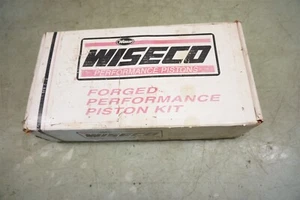 WISECO
PERFORMANCE PISTONS
FORGED
PERFORMANCE
PISTON KIT